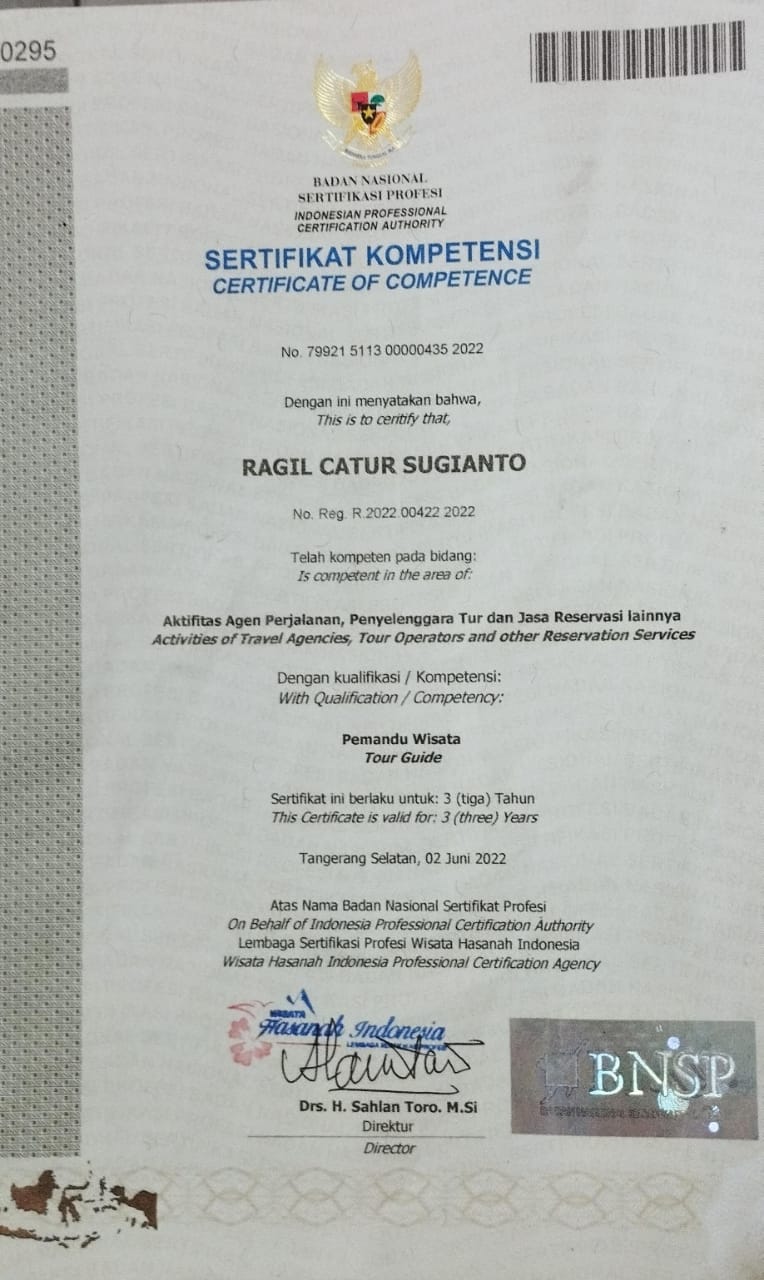 0295
BADAN NASIONAL
SERTIFIKASI PROFESI
INDONESIAN PROFESSIONAL
CERTIFICATION AUTHORITY
SERTIFIKAT KOMPETENSI
CERTIFICATE OF COMPETENCE
No. 79921 5113 00000435 2022
Dengan ini menyatakan bahwa,
This is to ceritify that,
RAGIL CATUR SUGIANTO
No. Reg. R.2022.00422 2022
Telah kompeten pada bidang:
Is competent in the area of:
Aktifitas Agen Perjalanan, Penyelenggara Tur dan Jasa Reservasi lainnya
Activities of Travel Agencies, Tour Operators and other Reservation Services
Dengan kualifikasi / Kompetensi:
With Qualification / Competency:
Pemandu Wisata
Tour Guide
Sertifikat ini berlaku untuk: 3 (tiga) Tahun
This Certificate is valid for: 3 (three) Years
Tangerang Selatan, 02 Juni 2022
Atas Nama Badan Nasional Sertifikat Profesi
On Behalf of Indonesia Professional Certification Authority
Lembaga Sertifikasi Profesi Wisata Hasanah Indonesia
Wisata Hasanah Indonesia Professional Certification Agency
WISATA
Hasanah Indonesia
LEMBAGA SERTIFIKASI PROFESI
BNSP
Drs. H. Sahlan Toro. M.Si
Direktur
Director